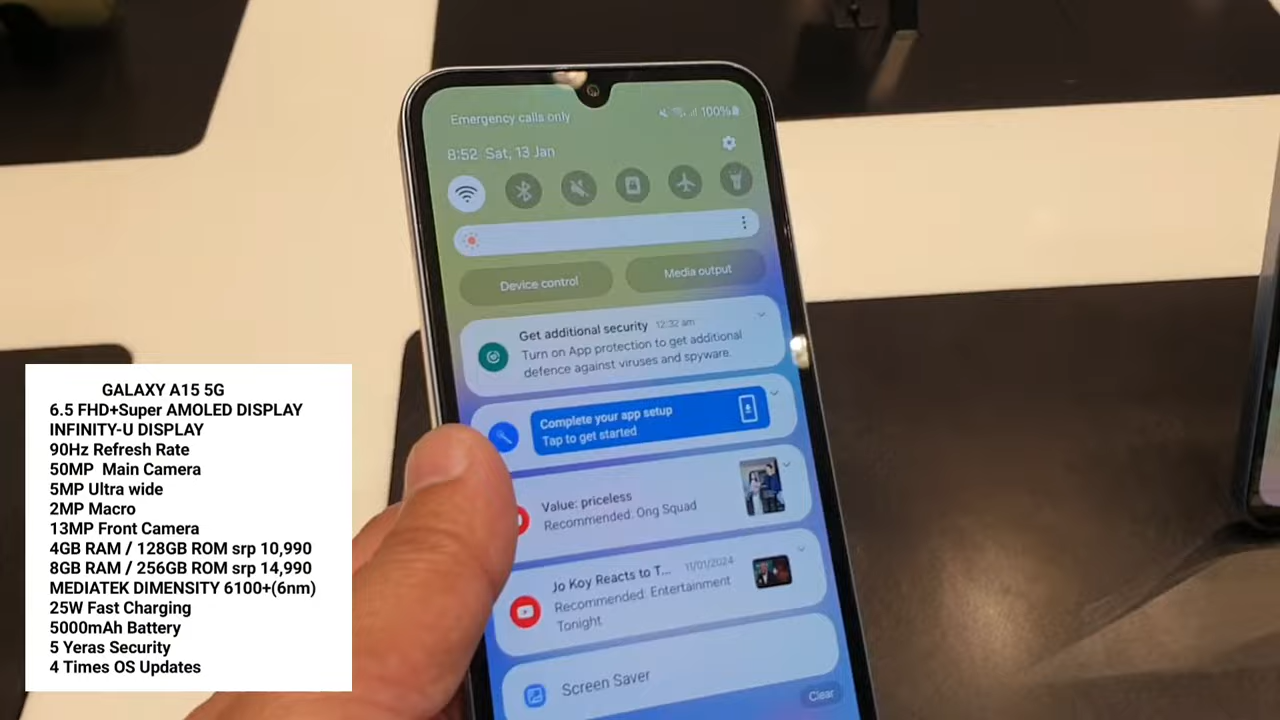 Emergency calls only
100%
8:52 Sat, 13 Jan
Device control
Media output
Get additional security 12:32 am
Turn on App protection to get additional
defence against viruses and spyware.
Complete your app setup
Tap to get started
Value: priceless
Recommended: Ong Squad
Jo Koy Reacts to T... 11/01/2024
Recommended: Entertainment
Tonight
Screen Saver
Clear
GALAXY A15 5G
6.5 FHD+Super AMOLED DISPLAY
INFINITY-U DISPLAY
90Hz Refresh Rate
50MP Main Camera
5MP Ultra wide
2MP Macro
13MP Front Camera
4GB RAM / 128GB ROM srp 10,990
8GB RAM / 256GB ROM srp 14,990
MEDIATEK DIMENSITY 6100+(6nm)
25W Fast Charging
5000mAh Battery
5 Yeras Security
4 Times OS Updates